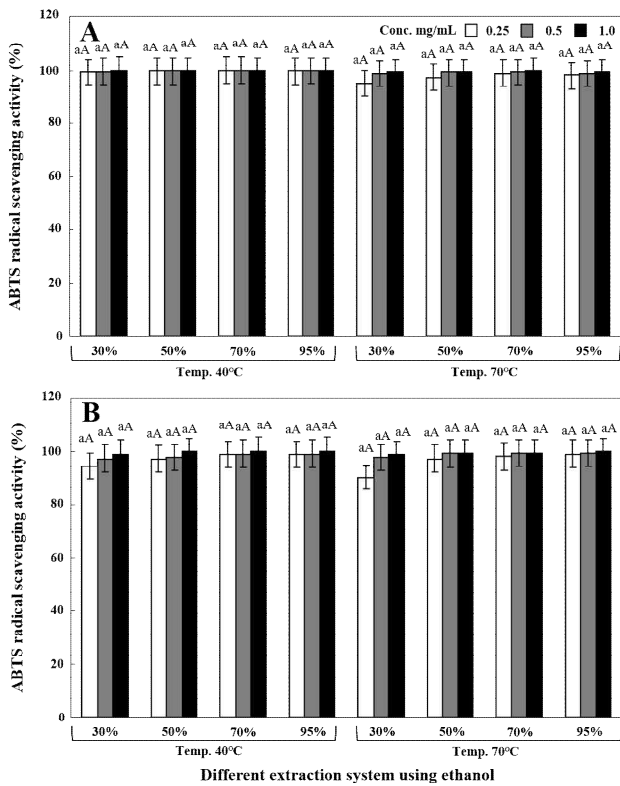 A
Conc. mg/mL 0.25 0.5 1.0
aA aA aA aA aA aA aA aA aA aA aA aA aA aA aA aA aA aA aA aA aA aA aA aA
ABTS radical scavenging activity (%)
120
100
80
60
40
20
0
30% 50% 70% 95% 30% 50% 70% 95%
Temp. 40°C Temp. 70°C
B
aA aA aA aA aA aA aA aA aA aA aA aA aA aA aA aA aA aA aA aA aA aA aA aA
ABTS radical scavenging activity (%)
120
100
80
60
40
20
0
30% 50% 70% 95% 30% 50% 70% 95%
Temp. 40°C Temp. 70°C
Different extraction system using ethanol